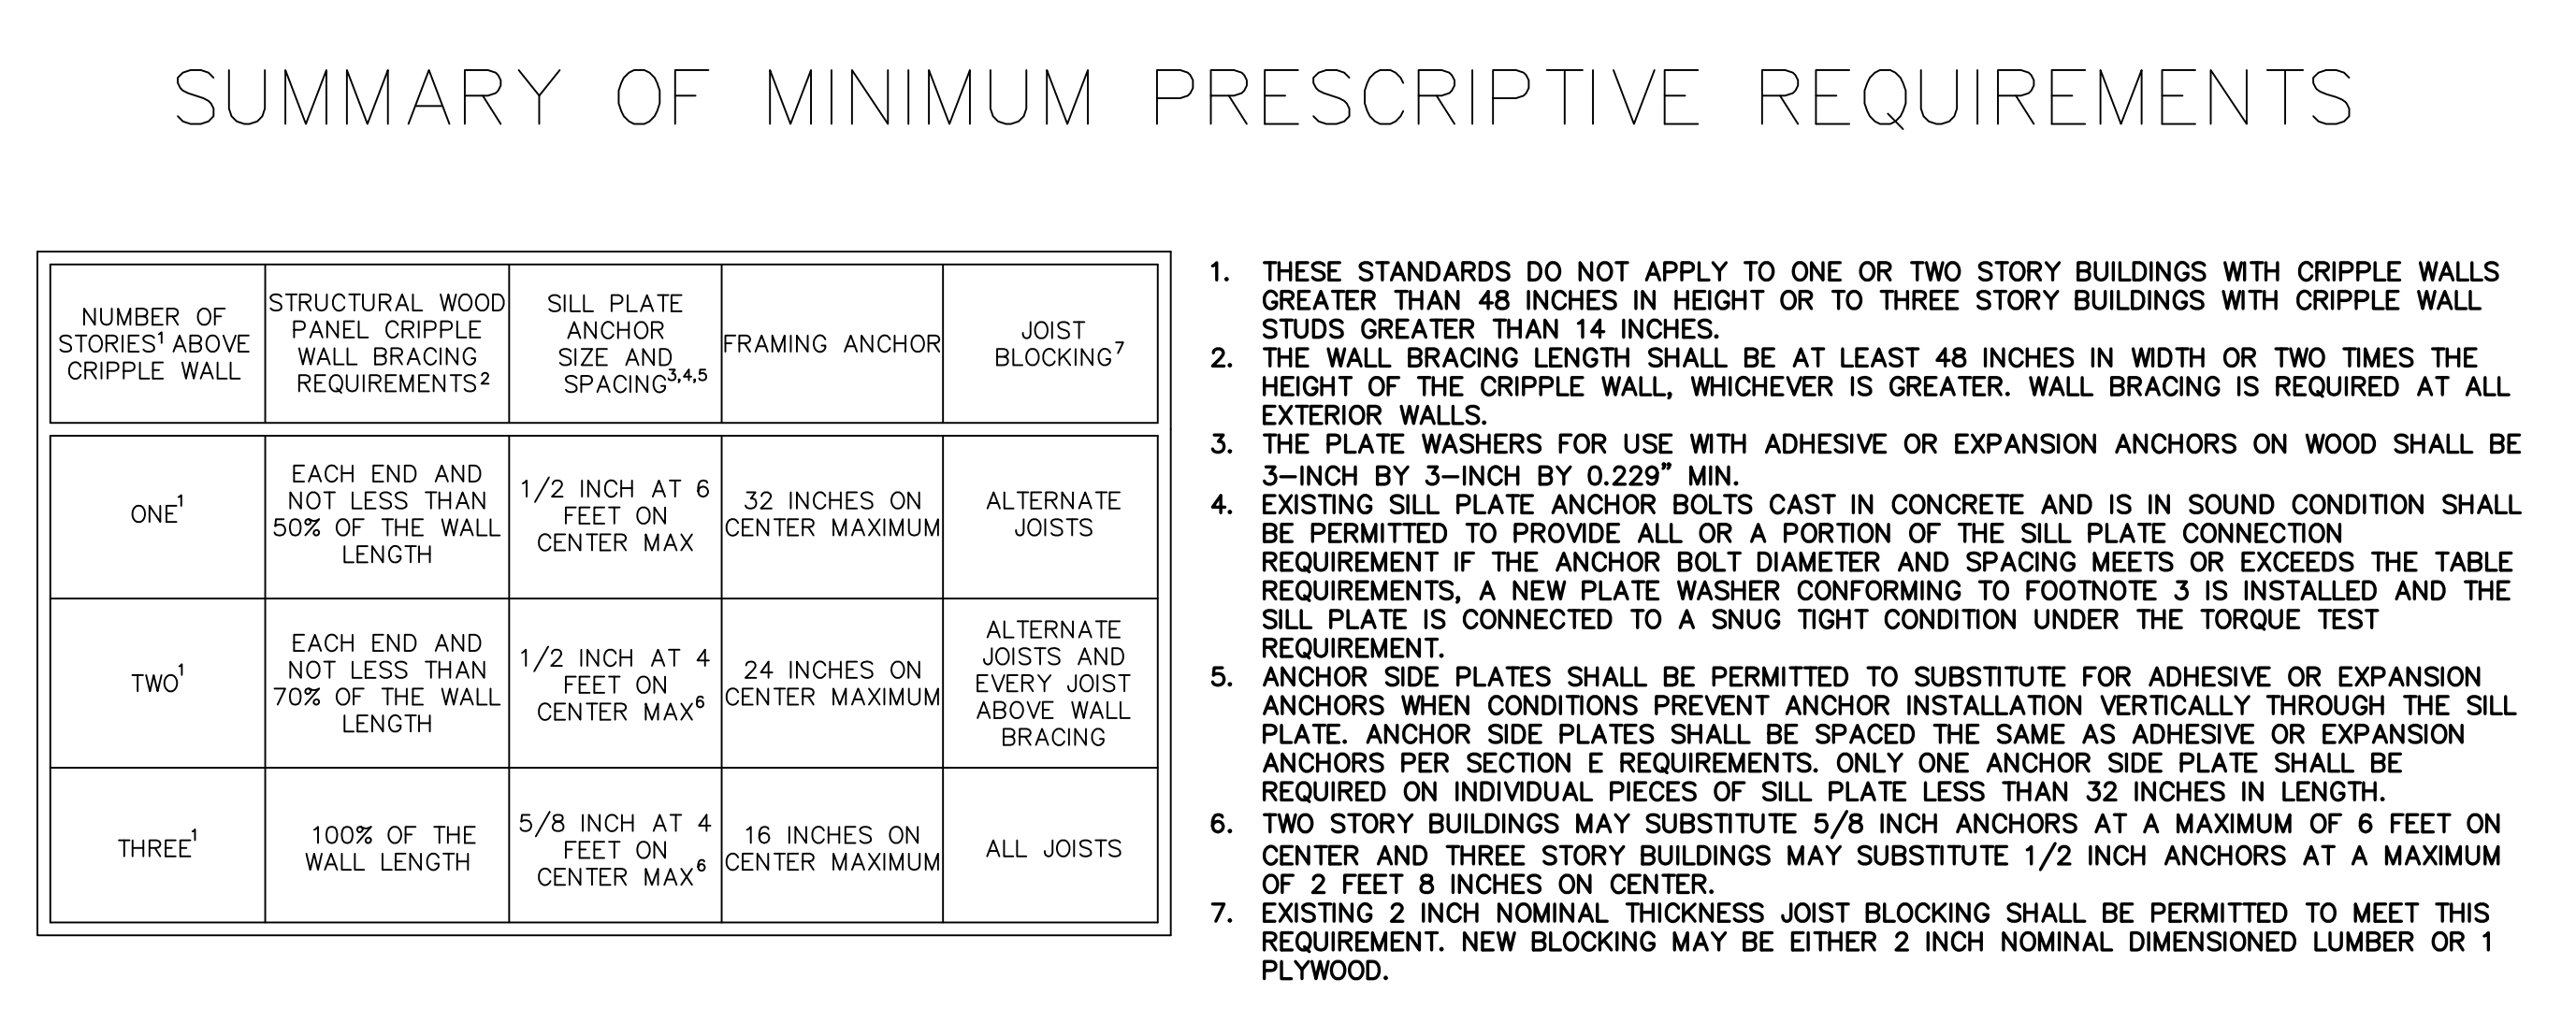 SUMMARY OF MINIMUM PRESCRIPTIVE REQUIREMENTS
NUMBER OF
STORIES¹ ABOVE
CRIPPLE WALL
STRUCTURAL WOOD
PANEL CRIPPLE
WALL BRACING
REQUIREMENTS²
SILL PLATE
ANCHOR
SIZE AND
SPACING³,⁴,⁵
FRAMING ANCHOR
JOIST
BLOCKING⁷
ONE¹
EACH END AND
NOT LESS THAN
50% OF THE WALL
LENGTH
1/2 INCH AT 6
FEET ON
CENTER MAX
32 INCHES ON
CENTER MAXIMUM
ALTERNATE
JOISTS
TWO¹
EACH END AND
NOT LESS THAN
70% OF THE WALL
LENGTH
1/2 INCH AT 4
FEET ON
CENTER MAX⁶
24 INCHES ON
CENTER MAXIMUM
ALTERNATE
JOISTS AND
EVERY JOIST
ABOVE WALL
BRACING
THREE¹
100% OF THE
WALL LENGTH
5/8 INCH AT 4
FEET ON
CENTER MAX⁶
16 INCHES ON
CENTER MAXIMUM
ALL JOISTS
1. THESE STANDARDS DO NOT APPLY TO ONE OR TWO STORY BUILDINGS WITH CRIPPLE WALLS
GREATER THAN 48 INCHES IN HEIGHT OR TO THREE STORY BUILDINGS WITH CRIPPLE WALL
STUDS GREATER THAN 14 INCHES.
2. THE WALL BRACING LENGTH SHALL BE AT LEAST 48 INCHES IN WIDTH OR TWO TIMES THE
HEIGHT OF THE CRIPPLE WALL, WHICHEVER IS GREATER. WALL BRACING IS REQUIRED AT ALL
EXTERIOR WALLS.
3. THE PLATE WASHERS FOR USE WITH ADHESIVE OR EXPANSION ANCHORS ON WOOD SHALL BE
3-INCH BY 3-INCH BY 0.229" MIN.
4. EXISTING SILL PLATE ANCHOR BOLTS CAST IN CONCRETE AND IS IN SOUND CONDITION SHALL
BE PERMITTED TO PROVIDE ALL OR A PORTION OF THE SILL PLATE CONNECTION
REQUIREMENT IF THE ANCHOR BOLT DIAMETER AND SPACING MEETS OR EXCEEDS THE TABLE
REQUIREMENTS, A NEW PLATE WASHER CONFORMING TO FOOTNOTE 3 IS INSTALLED AND THE
SILL PLATE IS CONNECTED TO A SNUG TIGHT CONDITION UNDER THE TORQUE TEST
REQUIREMENT.
5. ANCHOR SIDE PLATES SHALL BE PERMITTED TO SUBSTITUTE FOR ADHESIVE OR EXPANSION
ANCHORS WHEN CONDITIONS PREVENT ANCHOR INSTALLATION VERTICALLY THROUGH THE SILL
PLATE. ANCHOR SIDE PLATES SHALL BE SPACED THE SAME AS ADHESIVE OR EXPANSION
ANCHORS PER SECTION E REQUIREMENTS. ONLY ONE ANCHOR SIDE PLATE SHALL BE
REQUIRED ON INDIVIDUAL PIECES OF SILL PLATE LESS THAN 32 INCHES IN LENGTH.
6. TWO STORY BUILDINGS MAY SUBSTITUTE 5/8 INCH ANCHORS AT A MAXIMUM OF 6 FEET ON
CENTER AND THREE STORY BUILDINGS MAY SUBSTITUTE 1/2 INCH ANCHORS AT A MAXIMUM
OF 2 FEET 8 INCHES ON CENTER.
7. EXISTING 2 INCH NOMINAL THICKNESS JOIST BLOCKING SHALL BE PERMITTED TO MEET THIS
REQUIREMENT. NEW BLOCKING MAY BE EITHER 2 INCH NOMINAL DIMENSIONED LUMBER OR 1
PLYWOOD.